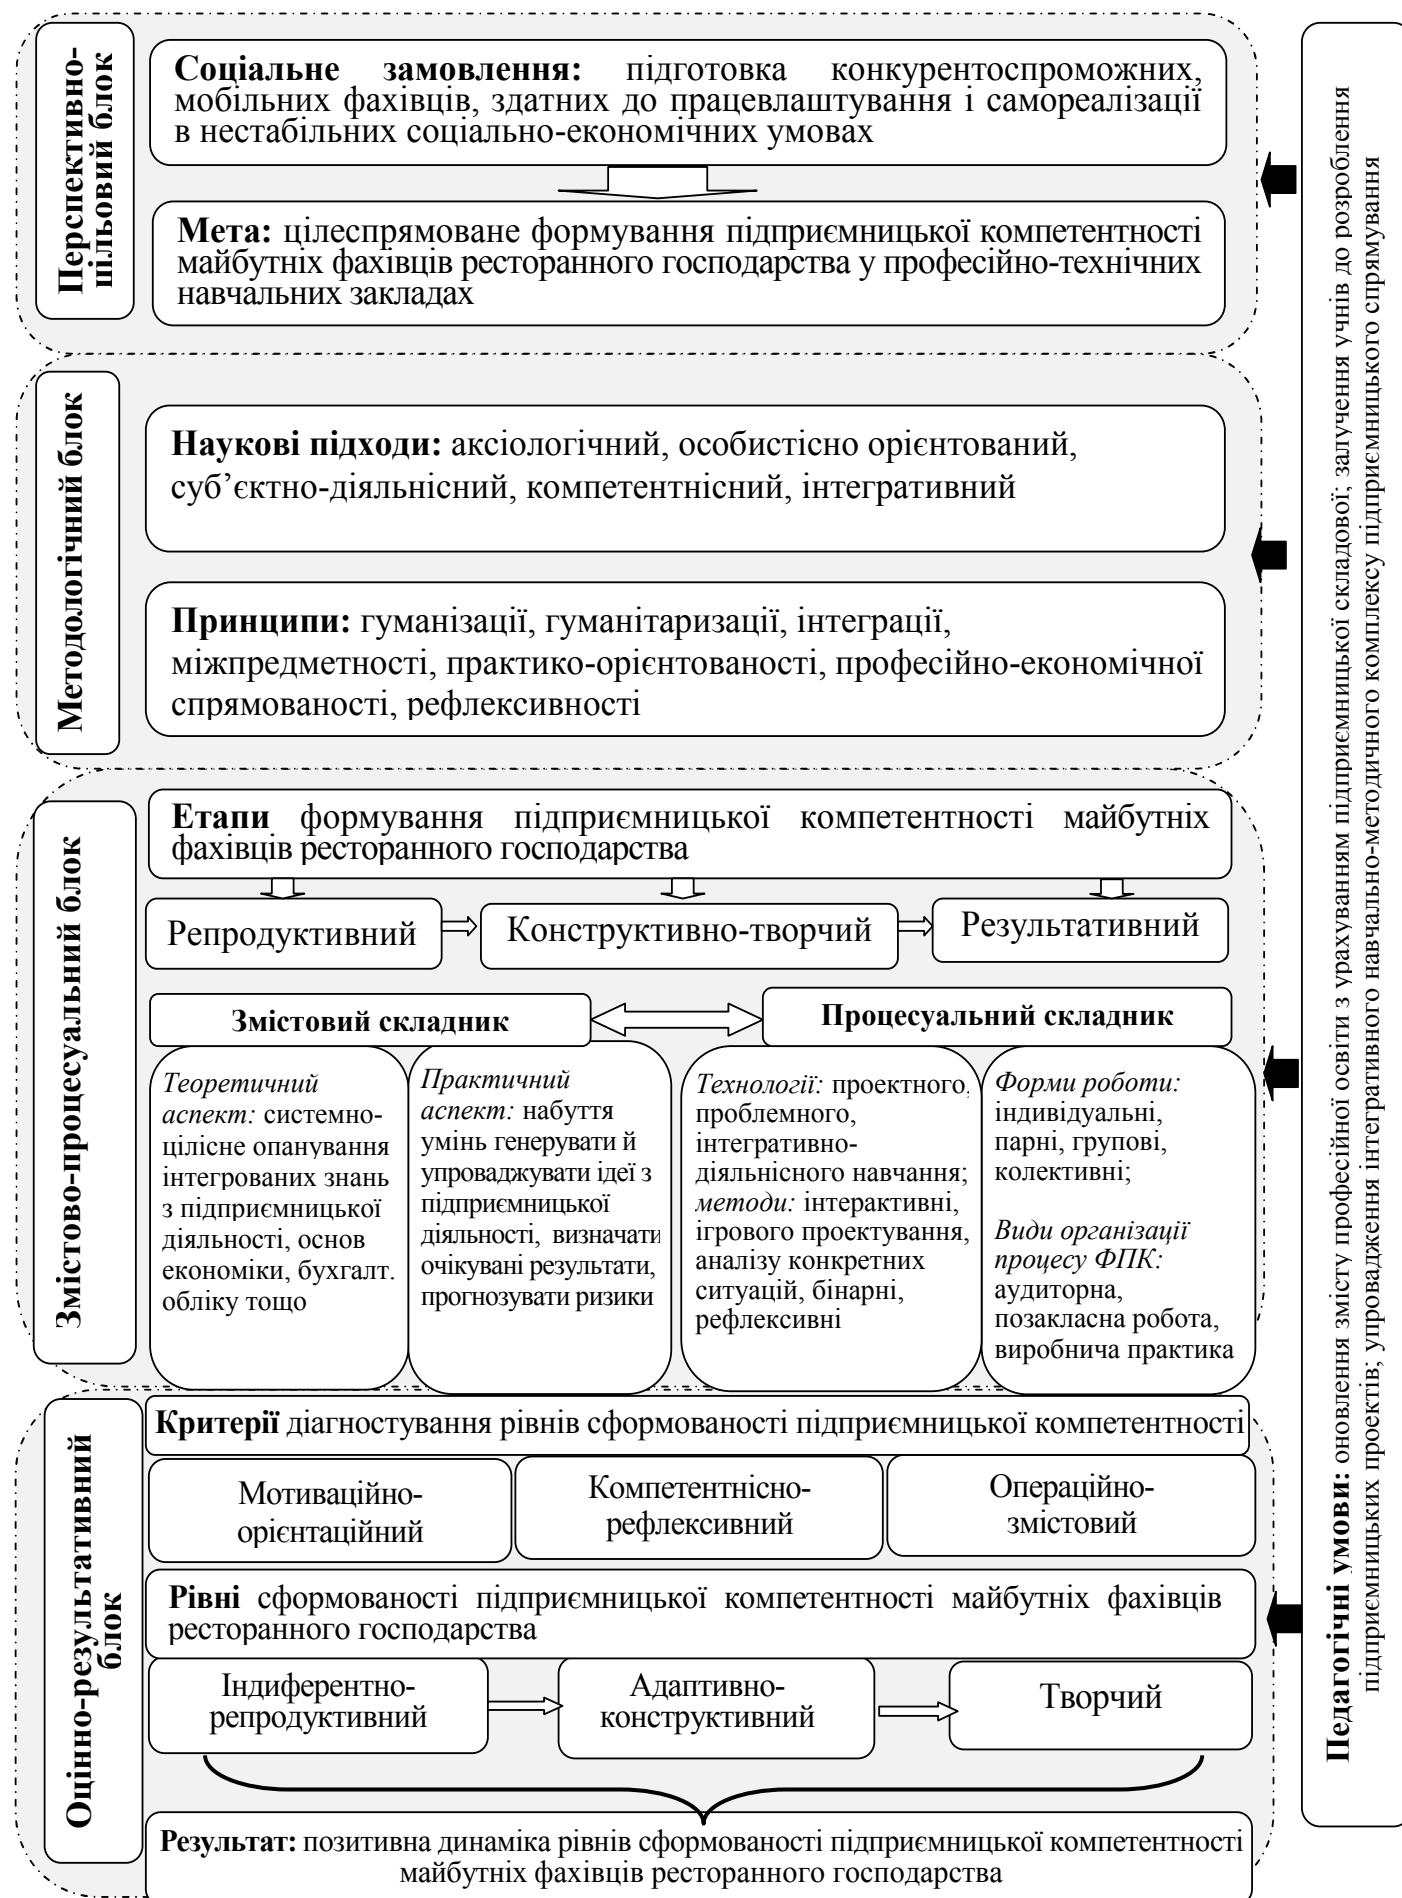 Перспективно-
цільовий блок
Соціальне замовлення: підготовка конкурентоспроможних,
мобільних фахівців, здатних до працевлаштування і самореалізації
в нестабільних соціально-економічних умовах
Мета: цілеспрямоване формування підприємницької компетентності
майбутніх фахівців ресторанного господарства у професійно-технічних
навчальних закладах
Методологічний блок
Наукові підходи: аксіологічний, особистісно орієнтований,
суб’єктно-діяльнісний, компетентнісний, інтегративний
Принципи: гуманізації, гуманітаризації, інтеграції,
міжпредметності, практико-орієнтованості, професійно-економічної
спрямованості, рефлексивності
Змістово-процесуальний блок
Етапи формування підприємницької компетентності майбутніх
фахівців ресторанного господарства
Репродуктивний
Конструктивно-творчий
Результативний
Змістовий складник
Процесуальний складник
Теоретичний
аспект: системно-
цілісне опанування
інтегрованих знань
з підприємницької
діяльності, основ
економіки, бухгалт.
обліку тощо
Практичний
аспект: набуття
умінь генерувати й
упроваджувати ідеї з
підприємницької
діяльності, визначати
очікувані результати,
прогнозувати ризики
Технології: проектного,
проблемного,
інтегративно-
діяльнісного навчання;
методи: інтерактивні,
ігрового проектування,
аналізу конкретних
ситуацій, бінарні,
рефлексивні
Форми роботи:
індивідуальні,
парні, групові,
колективні;
Види організації
процесу ФПК:
аудиторна,
позакласна робота,
виробнича практика
Оцінно-результативний
блок
Критерії діагностування рівнів сформованості підприємницької компетентності
Мотиваційно-
орієнтаційний
Компетентнісно-
рефлексивний
Операційно-
змістовий
Рівні сформованості підприємницької компетентності майбутніх фахівців
ресторанного господарства
Індиферентно-
репродуктивний
Адаптивно-
конструктивний
Творчий
Результат: позитивна динаміка рівнів сформованості підприємницької компетентності
майбутніх фахівців ресторанного господарства
Педагогічні умови: оновлення змісту професійної освіти з урахуванням підприємницької складової; залучення учнів до розроблення
підприємницьких проектів; упровадження інтегративного навчально-методичного комплексу підприємницького спрямування